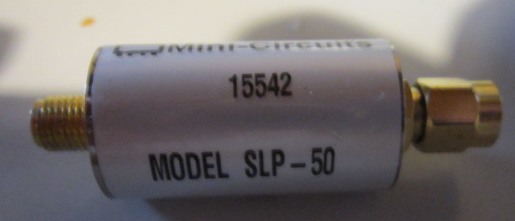 Mini-Circuits
15542
MODEL SLP-50